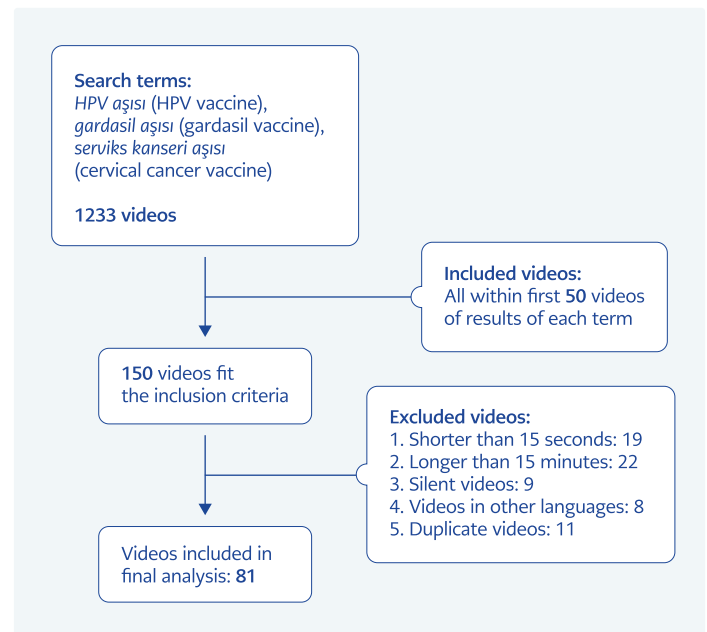 Search terms:
HPV aşısı (HPV vaccine),
gardasil aşısı (gardasil vaccine),
serviks kanseri aşısı
(cervical cancer vaccine)
1233 videos
Included videos:
All within first 50 videos
of results of each term
150 videos fit
the inclusion criteria
Excluded videos:
1. Shorter than 15 seconds: 19
2. Longer than 15 minutes: 22
3. Silent videos: 9
4. Videos in other languages: 8
5. Duplicate videos: 11
Videos included in
final analysis: 81